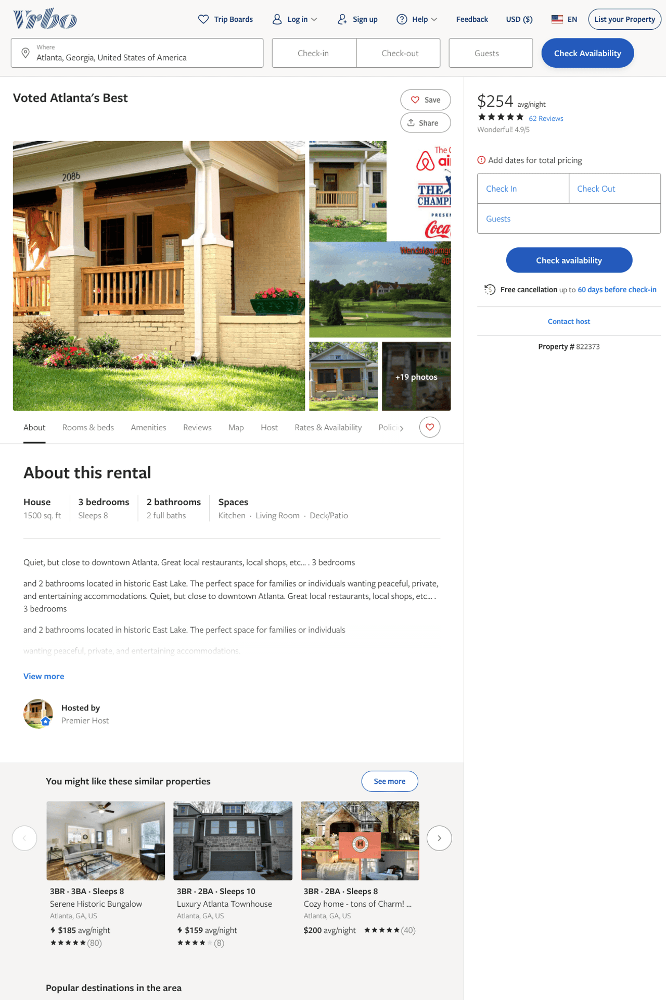 Vrbo
Trip Boards
Log in
Sign up
Help
Feedback
USD ($)
EN
List your Property
Where
Atlanta, Georgia, United States of America
Check-in
Check-out
Guests
Check Availability
Voted Atlanta's Best
Save
Share
2086
The
air
THE
CHAMP
PRESEN
Coca
+19 photos
$254 avg/night
62 Reviews
Wonderful! 4.9/5
Add dates for total pricing
Check In
Check Out
Guests
Check availability
Free cancellation up to 60 days before check-in
Contact host
Property # 822373
About
Rooms & beds
Amenities
Reviews
Map
Host
Rates & Availability
Polici
About this rental
House
1500 sq. ft
3 bedrooms
Sleeps 8
2 bathrooms
2 full baths
Spaces
Kitchen · Living Room · Deck/Patio
Quiet, but close to downtown Atlanta. Great local restaurants, local shops, etc... . 3 bedrooms
and 2 bathrooms located in historic East Lake. The perfect space for families or individuals wanting peaceful, private,
and entertaining accommodations. Quiet, but close to downtown Atlanta. Great local restaurants, local shops, etc... .
3 bedrooms
and 2 bathrooms located in historic East Lake. The perfect space for families or individuals
wanting peaceful, private, and entertaining accommodations.
View more
Hosted by
Premier Host
You might like these similar properties
See more
H
3BR · 3BA · Sleeps 8
Serene Historic Bungalow
Atlanta, GA, US
$185 avg/night
(80)
3BR · 2BA · Sleeps 10
Luxury Atlanta Townhouse
Atlanta, GA, US
$159 avg/night
(8)
3BR · 2BA · Sleeps 8
Cozy home - tons of Charm! ...
Atlanta, GA, US
$200 avg/night
(40)
Popular destinations in the area